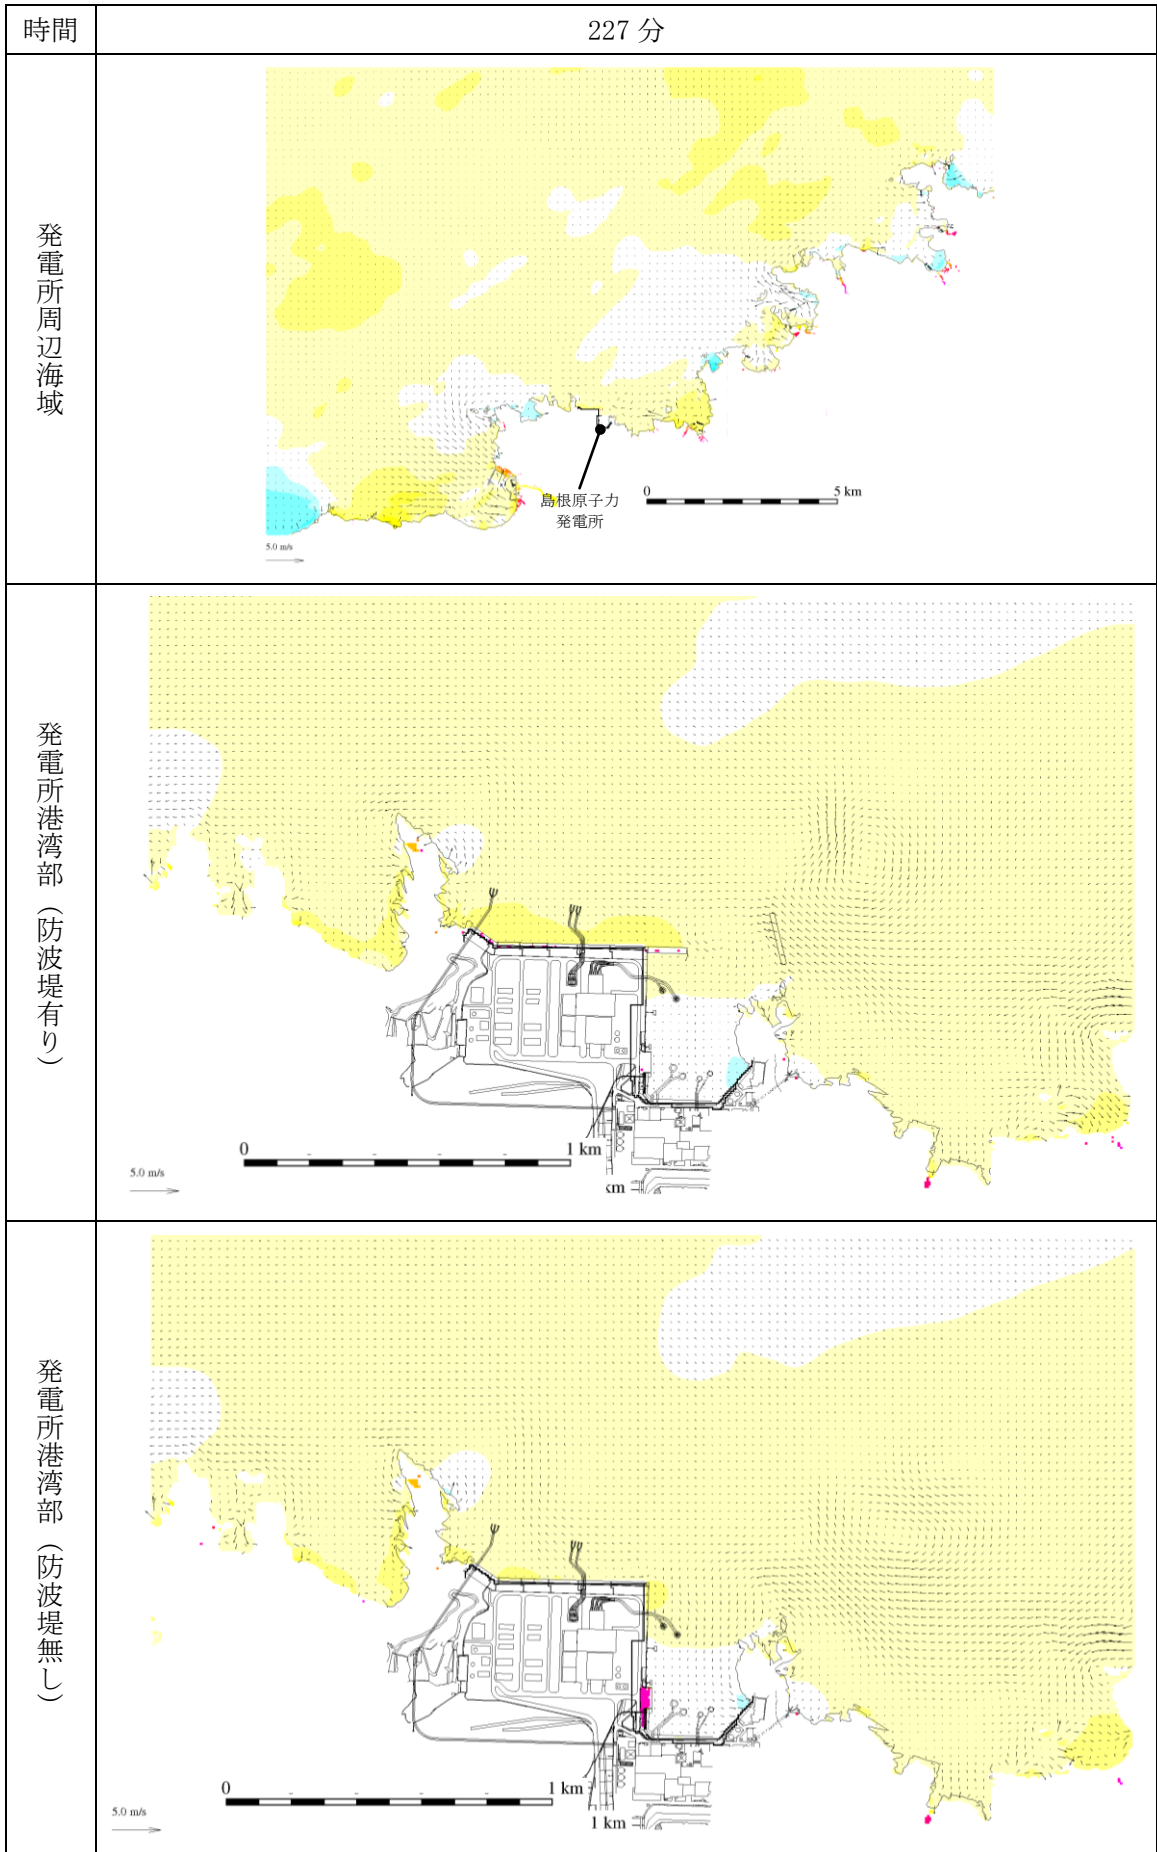 時間
227 分
発電所周辺海域
島根原子力
発電所
0
5 km
5.0 m/s
発電所港湾部（防波堤有り）
0
1 km
km
5.0 m/s
発電所港湾部（防波堤無し）
0
1 km
1 km
5.0 m/s